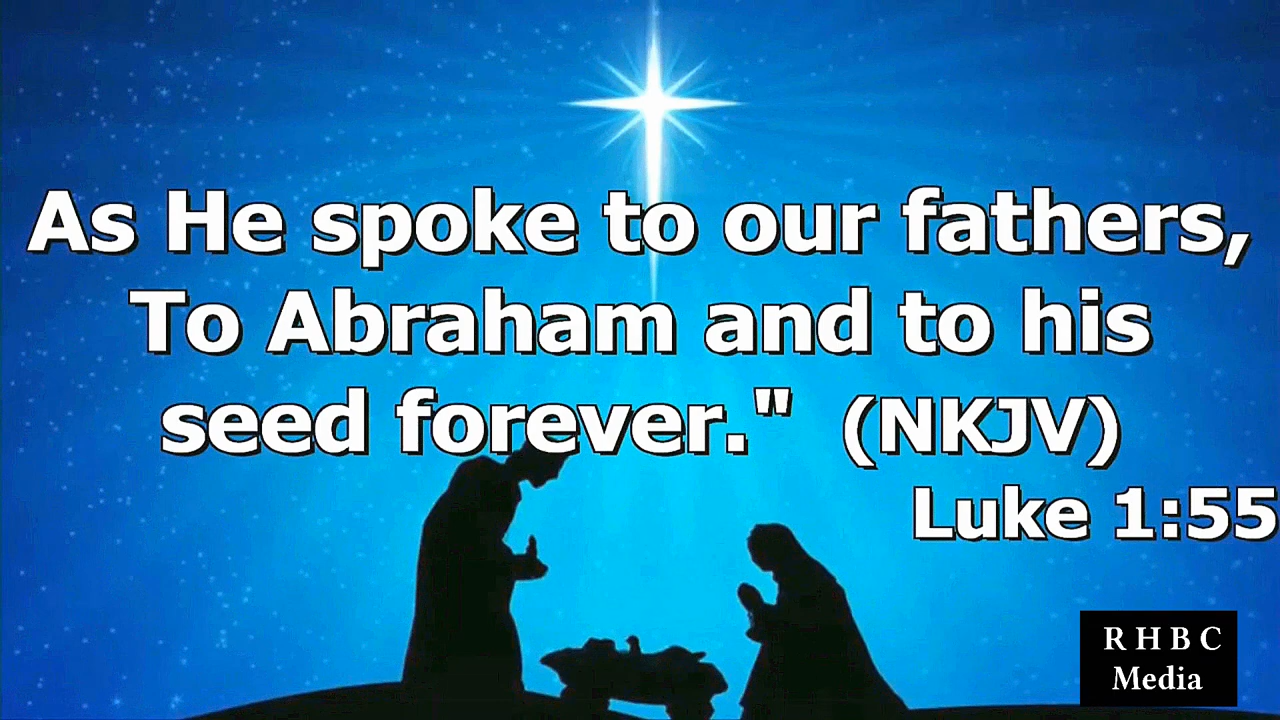 As He spoke to our fathers,
To Abraham and to his
seed forever." (NKJV)
Luke 1:55
R H B C
Media